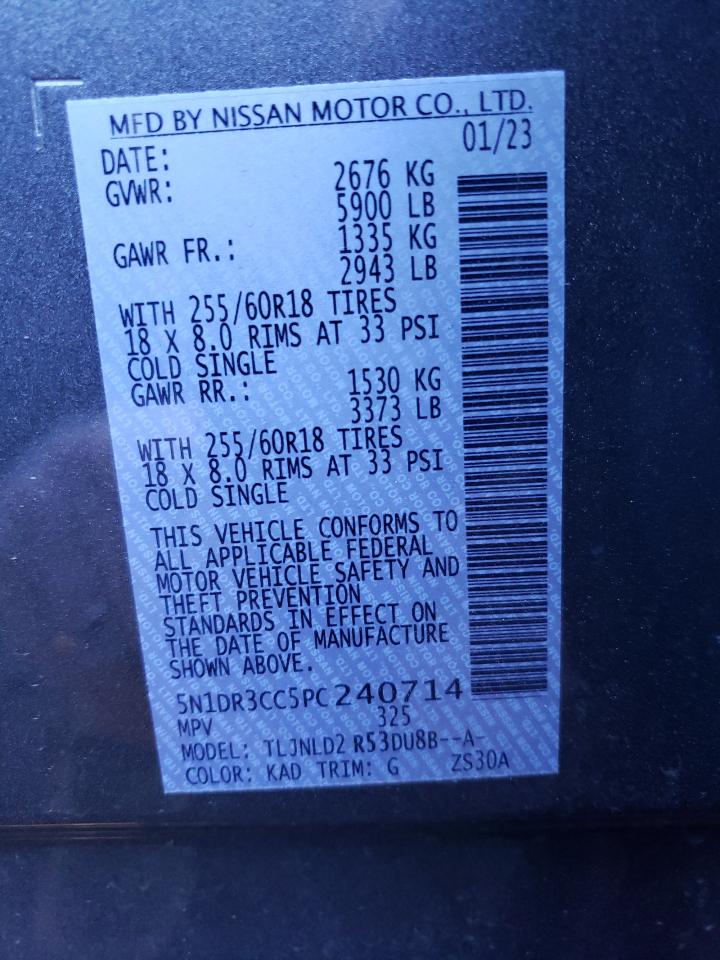 MFD BY NISSAN MOTOR CO., LTD.
DATE: 01/23
GVWR: 2676 KG
5900 LB
GAWR FR.: 1335 KG
2943 LB
WITH 255/60R18 TIRES
18 X 8.0 RIMS AT 33 PSI
COLD SINGLE
GAWR RR.: 1530 KG
3373 LB
WITH 255/60R18 TIRES
18 X 8.0 RIMS AT 33 PSI
COLD SINGLE
THIS VEHICLE CONFORMS TO
ALL APPLICABLE FEDERAL
MOTOR VEHICLE SAFETY AND
THEFT PREVENTION
STANDARDS IN EFFECT ON
THE DATE OF MANUFACTURE
SHOWN ABOVE.
5N1DR3CC5PC240714
MPV 325
MODEL: TLJNLD2 R53DU8B--A-
COLOR: KAD TRIM: G ZS30A